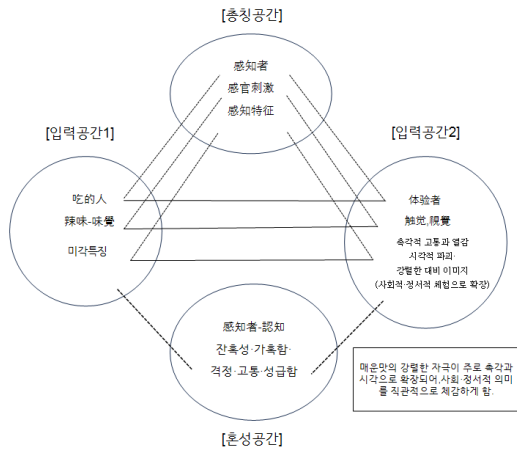 [총칭공간]
感知者
感官刺激
感知特征
[입력공간1]
[입력공간2]
吃的人
辣味-味覺
미각특징
体验者
触觉,視覺
촉각적 고통과 열감
시각적 파괴·
강렬한 대비 이미지
(사회적·정서적 체험으로 확장)
感知者-認知
잔혹성·가혹함·
격정·고통·성급함
매운맛의 강렬한 자극이 주로 촉각과
시각으로 확장되어,사회·정서적 의미
를 직관적으로 체감하게 함.
[혼성공간]